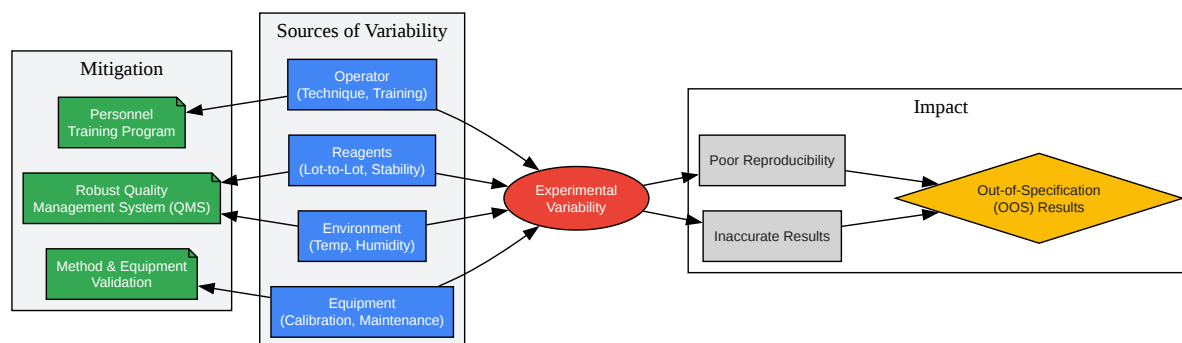 Mitigation
Personnel
Training Program
Robust Quality
Management System (QMS)
Method & Equipment
Validation
Sources of Variability
Operator
(Technique, Training)
Reagents
(Lot-to-Lot, Stability)
Environment
(Temp, Humidity)
Equipment
(Calibration, Maintenance)
Experimental
Variability
Impact
Poor Reproducibility
Inaccurate Results
Out-of-Specification
(OOS) Results